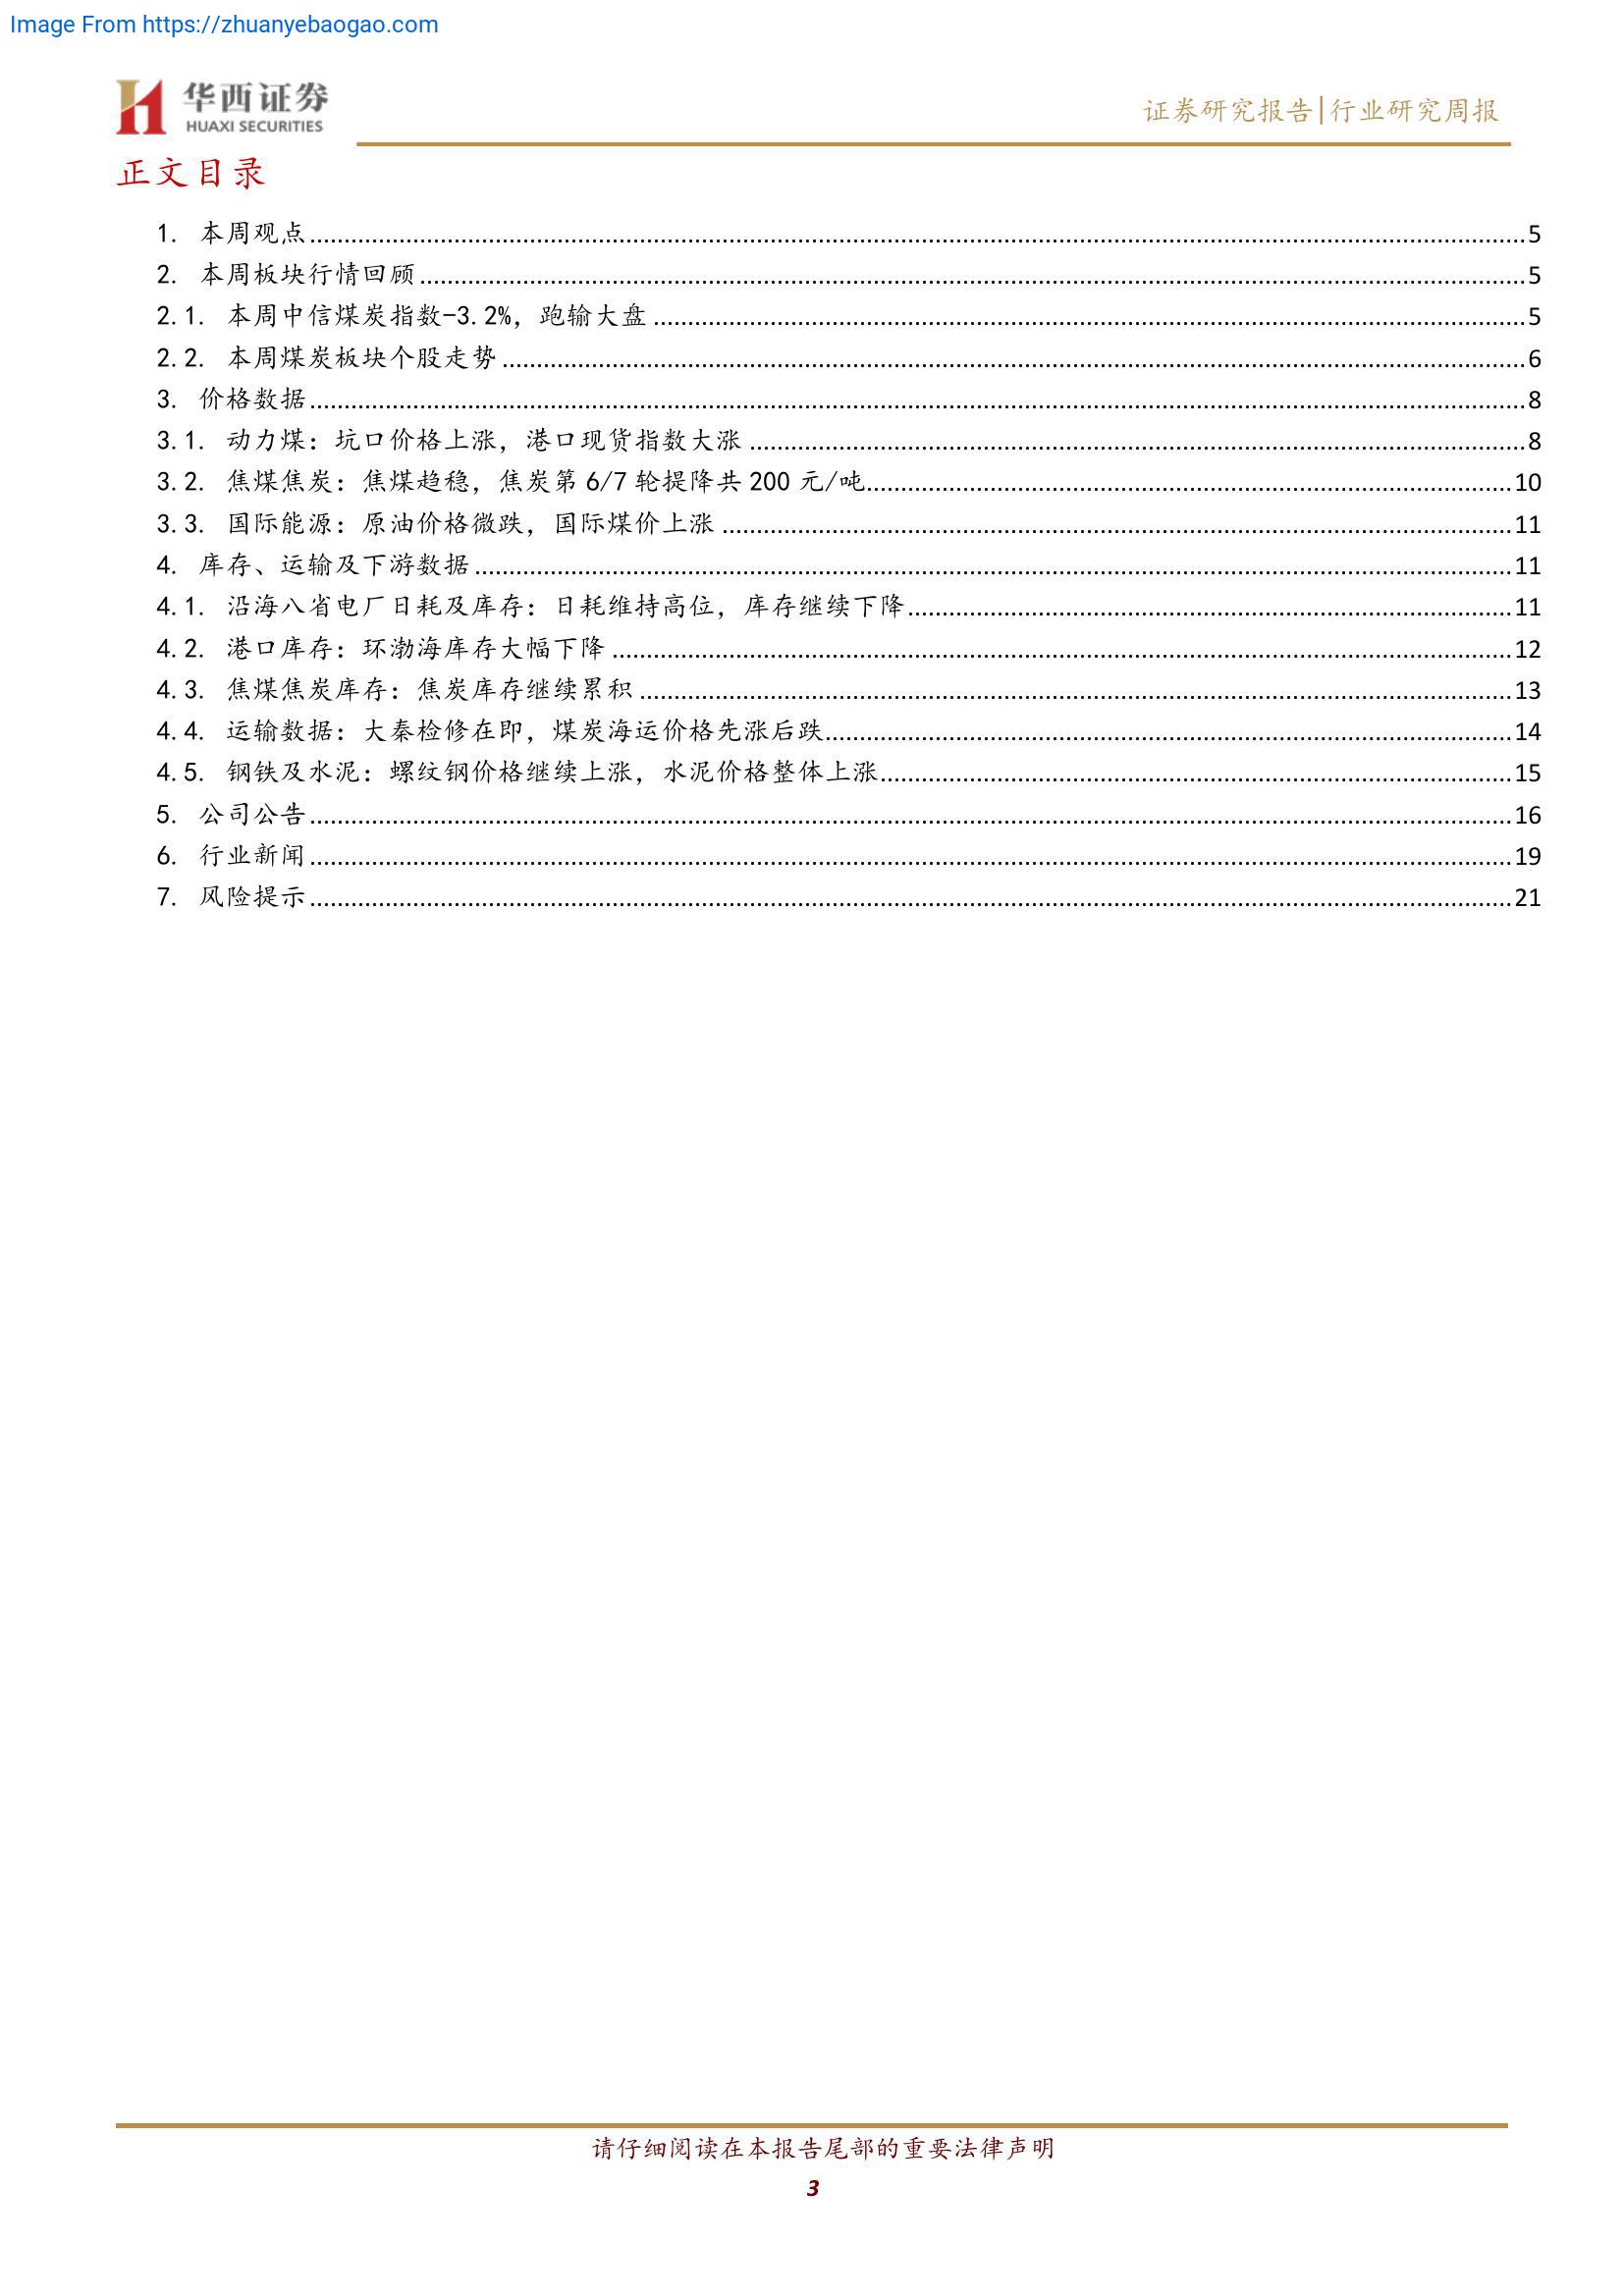 Image From https://zhuanyebaogao.com
华西证券
HUAXI SECURITIES
证券研究报告|行业研究周报
正文目录
1. 本周观点 5
2. 本周板块行情回顾 5
2.1. 本周中信煤炭指数-3.2%，跑输大盘 5
2.2. 本周煤炭板块个股走势 6
3. 价格数据 8
3.1. 动力煤：坑口价格上涨，港口现货指数大涨 8
3.2. 焦煤焦炭：焦煤趋稳，焦炭第 6/7 轮提降共 200 元/吨 10
3.3. 国际能源：原油价格微跌，国际煤价上涨 11
4. 库存、运输及下游数据 11
4.1. 沿海八省电厂日耗及库存：日耗维持高位，库存继续下降 11
4.2. 港口库存：环渤海库存大幅下降 12
4.3. 焦煤焦炭库存：焦炭库存继续累积 13
4.4. 运输数据：大秦检修在即，煤炭海运价格先涨后跌 14
4.5. 钢铁及水泥：螺纹钢价格继续上涨，水泥价格整体上涨 15
5. 公司公告 16
6. 行业新闻 19
7. 风险提示 21
请仔细阅读在本报告尾部的重要法律声明
3